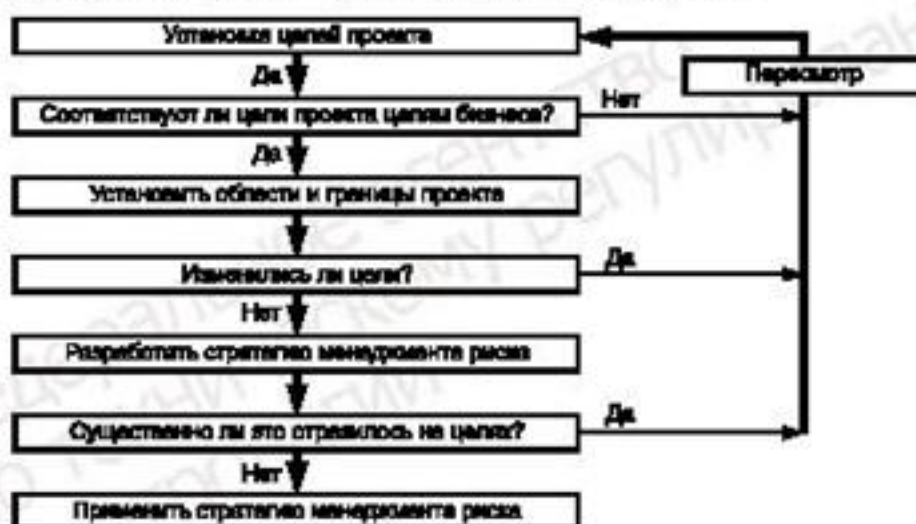 Установка целей проекта
Пересмотр
Да
Нет
Соответствуют ли цели проекта целям бизнеса?
Да
Установить области и границы проекта
Да
Изменились ли цели?
Нет
Разработать стратегию менеджмента риска
Да
Существенно ли это отразилось на целях?
Нет
Применить стратегию менеджмента риска